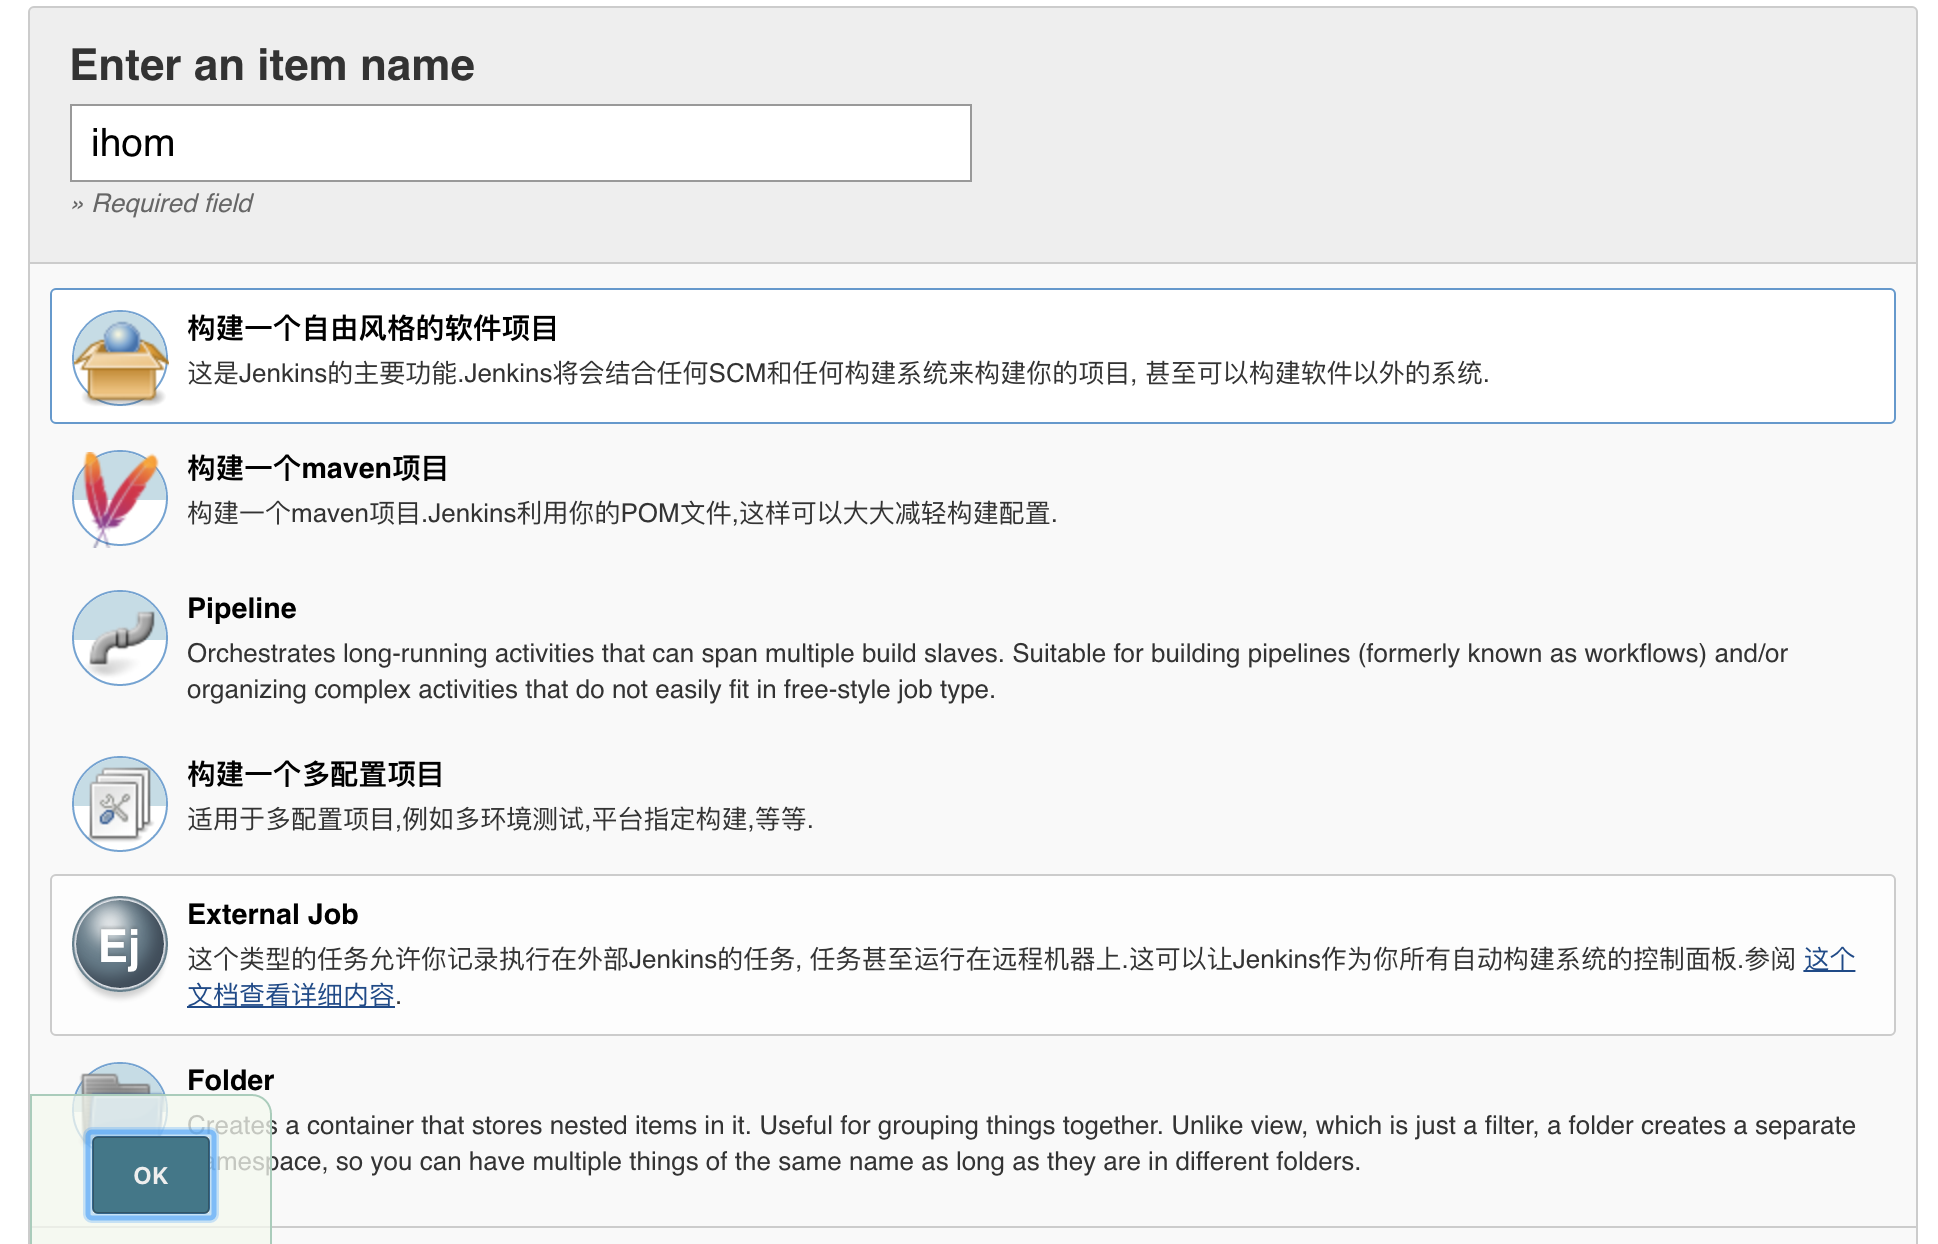 Enter an item name
ihom
» Required field
构建一个自由风格的软件项目
这是Jenkins的主要功能.Jenkins将会结合任何SCM和任何构建系统来构建你的项目, 甚至可以构建软件以外的系统.
构建一个maven项目
构建一个maven项目.Jenkins利用你的POM文件,这样可以大大减轻构建配置.
Pipeline
Orchestrates long-running activities that can span multiple build slaves. Suitable for building pipelines (formerly known as workflows) and/or
organizing complex activities that do not easily fit in free-style job type.
构建一个多配置项目
适用于多配置项目,例如多环境测试,平台指定构建,等等.
Ej
External Job
这个类型的任务允许你记录执行在外部Jenkins的任务, 任务甚至运行在远程机器上.这可以让Jenkins作为你所有自动构建系统的控制面板.参阅 这个
文档查看详细内容.
Folder
Creates a container that stores nested items in it. Useful for grouping things together. Unlike view, which is just a filter, a folder creates a separate
namespace, so you can have multiple things of the same name as long as they are in different folders.
OK